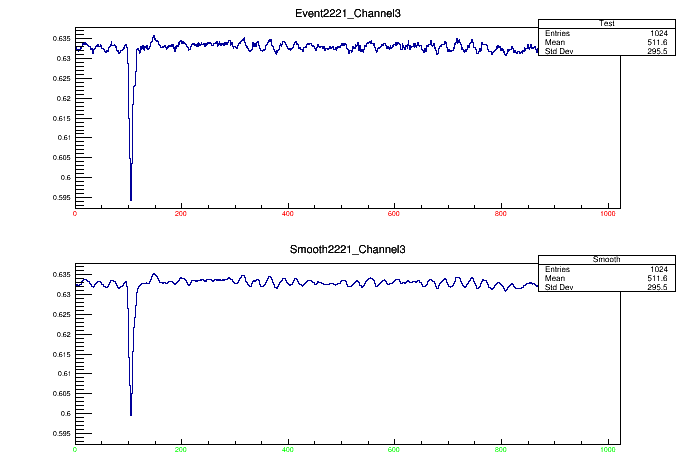 Event2221_Channel3
Test
Entries 1024
Mean 511.6
Std Dev 295.5
0.635
0.63
0.625
0.62
0.615
0.61
0.605
0.6
0.595
0 200 400 600 800 1000
Smooth2221_Channel3
Smooth
Entries 1024
Mean 511.6
Std Dev 295.5
0.635
0.63
0.625
0.62
0.615
0.61
0.605
0.6
0.595
0 200 400 600 800 1000